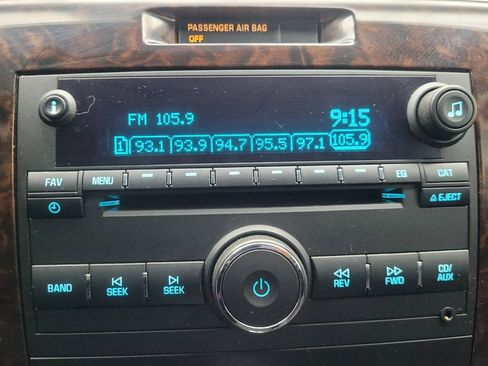 PASSENGER AIR BAG
OFF
FM 105.9
9:15
1 93.1 93.9 94.7 95.5 97.1 105.9
FAV MENU EQ CAT
EJECT
BAND SEEK SEEK REV FWD CD/
AUX